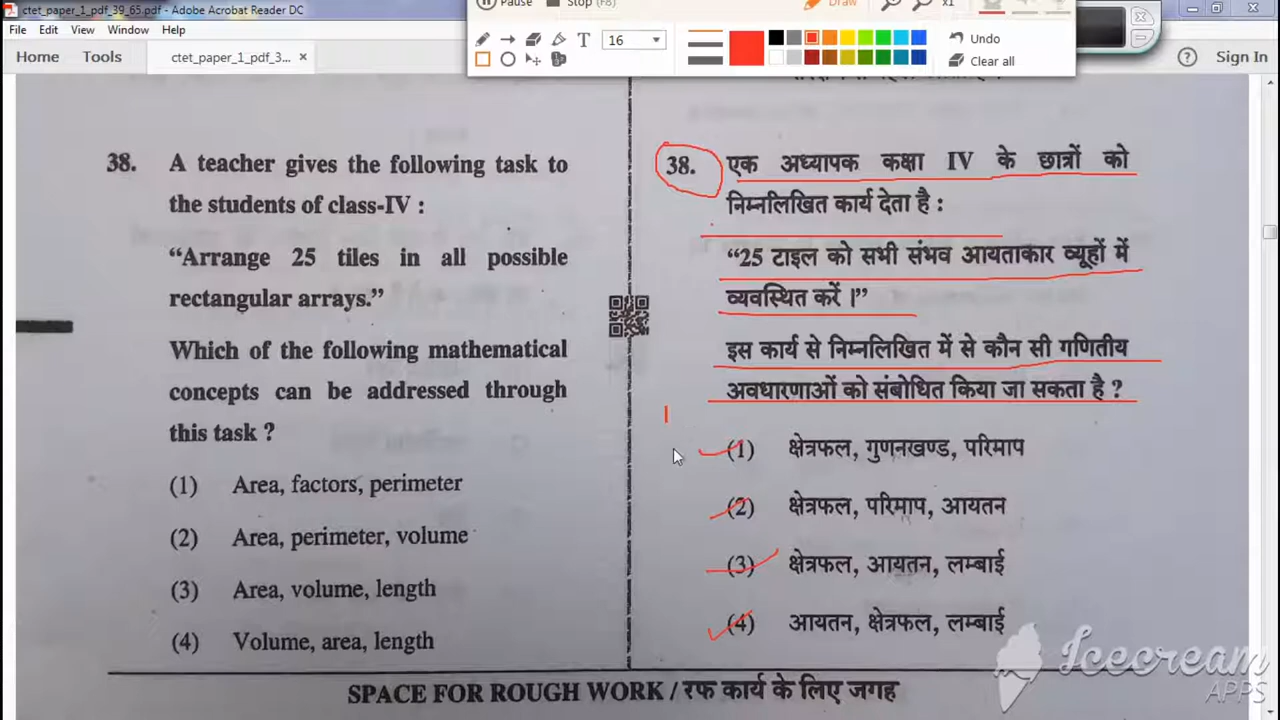 ctet_paper_1_pdf_39_65.pdf - Adobe Acrobat Reader DC
File Edit View Window Help
Home Tools ctet_paper_1_pdf_3... ×
Pause Stop (F8) Draw x1
T 16 Undo
Clear all
Sign In
38. A teacher gives the following task to
the students of class-IV :
“Arrange 25 tiles in all possible
rectangular arrays.”
Which of the following mathematical
concepts can be addressed through
this task ?
(1) Area, factors, perimeter
(2) Area, perimeter, volume
(3) Area, volume, length
(4) Volume, area, length
38. एक अध्यापक कक्षा IV के छात्रों को
निम्नलिखित कार्य देता है :
“25 टाइल को सभी संभव आयताकार व्यूहों में
व्यवस्थित करें ।”
इस कार्य से निम्नलिखित में से कौन सी गणितीय
अवधारणाओं को संबोधित किया जा सकता है ?
(1) क्षेत्रफल, गुणनखण्ड, परिमाप
(2) क्षेत्रफल, परिमाप, आयतन
(3) क्षेत्रफल, आयतन, लम्बाई
(4) आयतन, क्षेत्रफल, लम्बाई
SPACE FOR ROUGH WORK / रफ कार्य के लिए जगह
Icecream
APPS